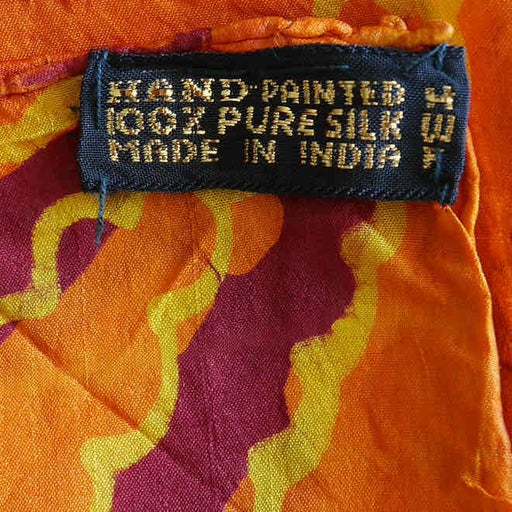 HAND PAINTED
100% PURE SILK
MADE IN INDIA